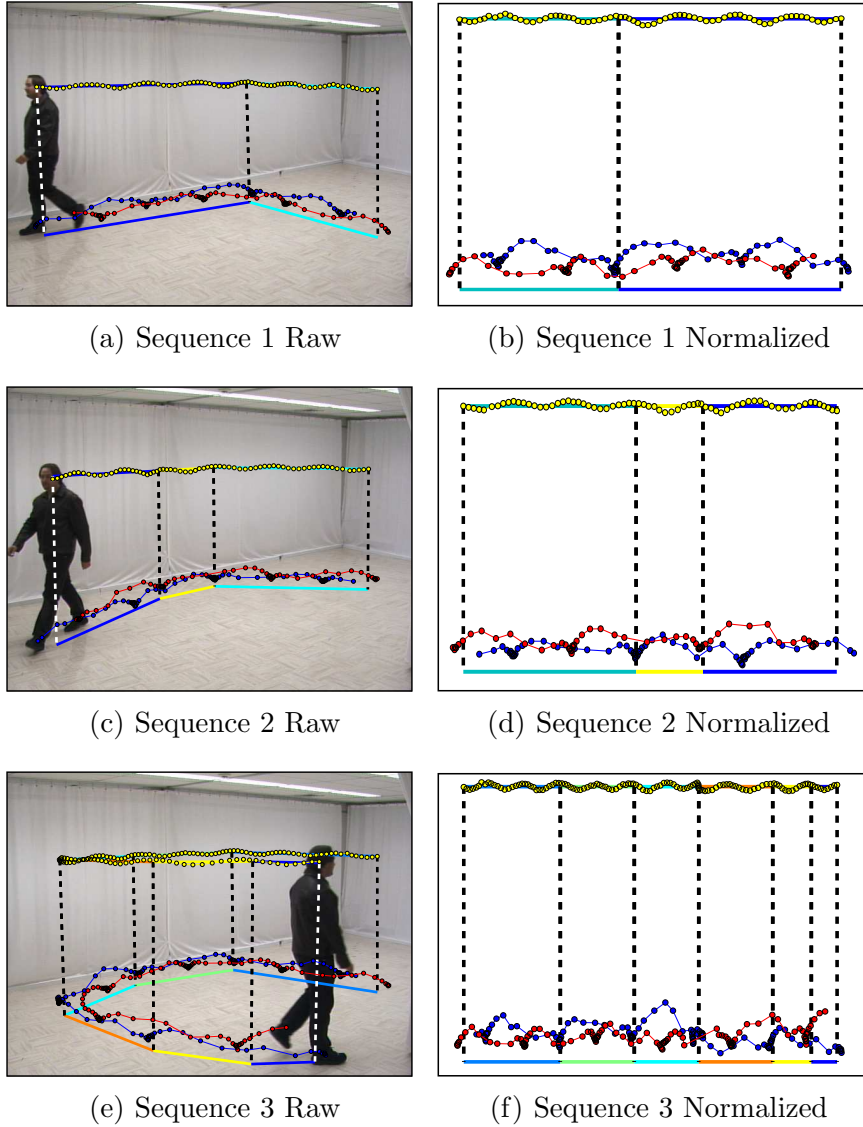 (a) Sequence 1 Raw
(b) Sequence 1 Normalized
(c) Sequence 2 Raw
(d) Sequence 2 Normalized
(e) Sequence 3 Raw
(f) Sequence 3 Normalized